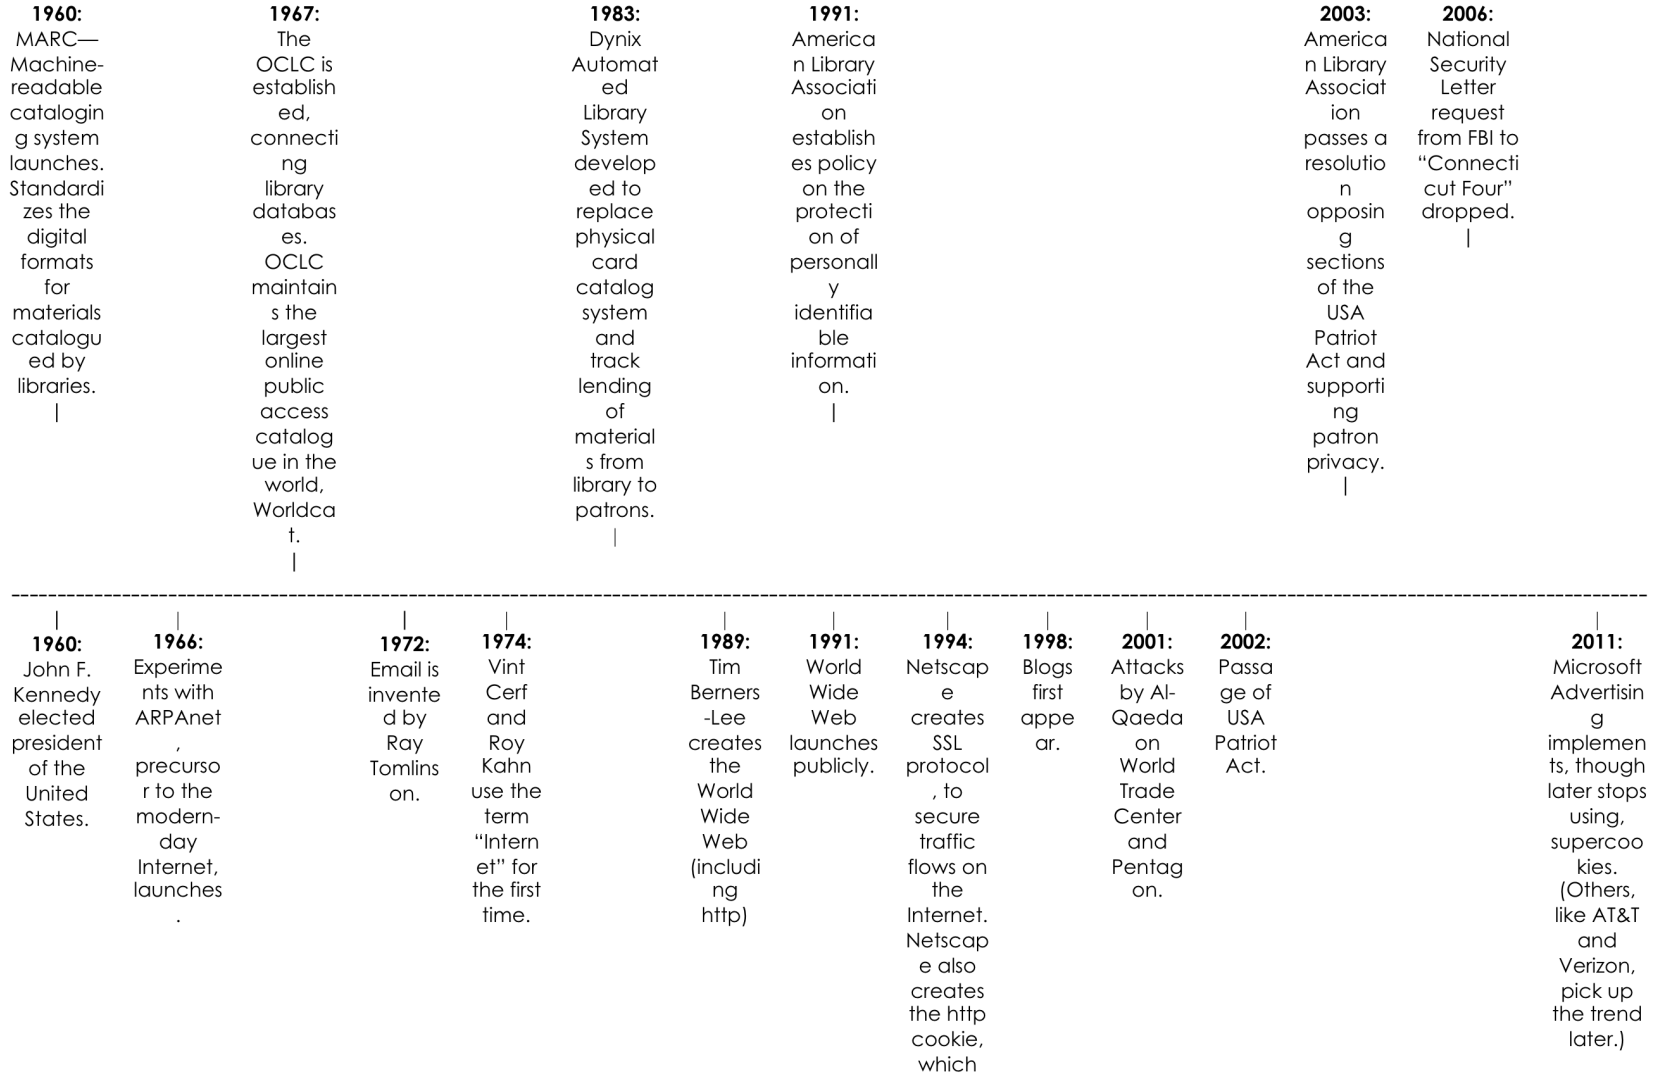 1960:
MARC—
Machine-
readable
catalogin
g system
launches.
Standardi
zes the
digital
formats
for
materials
catalogu
ed by
libraries.
|
1967:
The
OCLC is
establish
ed,
connecti
ng
library
databas
es.
OCLC
maintain
s the
largest
online
public
access
catalog
ue in the
world,
Worldca
t.
|
1983:
Dynix
Automat
ed
Library
System
develop
ed to
replace
physical
card
catalog
system
and
track
lending
of
material
s from
library to
patrons.
|
1991:
America
n Library
Associati
on
establish
es policy
on the
protecti
on of
personall
y
identifia
ble
informati
on.
|
2003:
America
n Library
Associat
ion
passes a
resolutio
n
opposin
g
sections
of the
USA
Patriot
Act and
supporti
ng
patron
privacy.
|
2006:
National
Security
Letter
request
from FBI to
“Connecti
cut Four”
dropped.
|
|
1960:
John F.
Kennedy
elected
president
of the
United
States.
|
1966:
Experime
nts with
ARPAnet
,
precurso
r to the
modern-
day
Internet,
launches
.
|
1972:
Email is
invente
d by
Ray
Tomlins
on.
|
1974:
Vint
Cerf
and
Roy
Kahn
use the
term
“Intern
et” for
the first
time.
|
1989:
Tim
Berners
-Lee
creates
the
World
Wide
Web
(includi
ng
http)
|
1991:
World
Wide
Web
launches
publicly.
|
1994:
Netscap
e
creates
SSL
protocol
, to
secure
traffic
flows on
the
Internet.
Netscap
e also
creates
the http
cookie,
which
|
1998:
Blogs
first
appe
ar.
|
2001:
Attacks
by Al-
Qaeda
on
World
Trade
Center
and
Pentag
on.
|
2002:
Passa
ge of
USA
Patriot
Act.
|
2011:
Microsoft
Advertisin
g
implemen
ts, though
later stops
using,
supercoo
kies.
(Others,
like AT&T
and
Verizon,
pick up
the trend
later.)